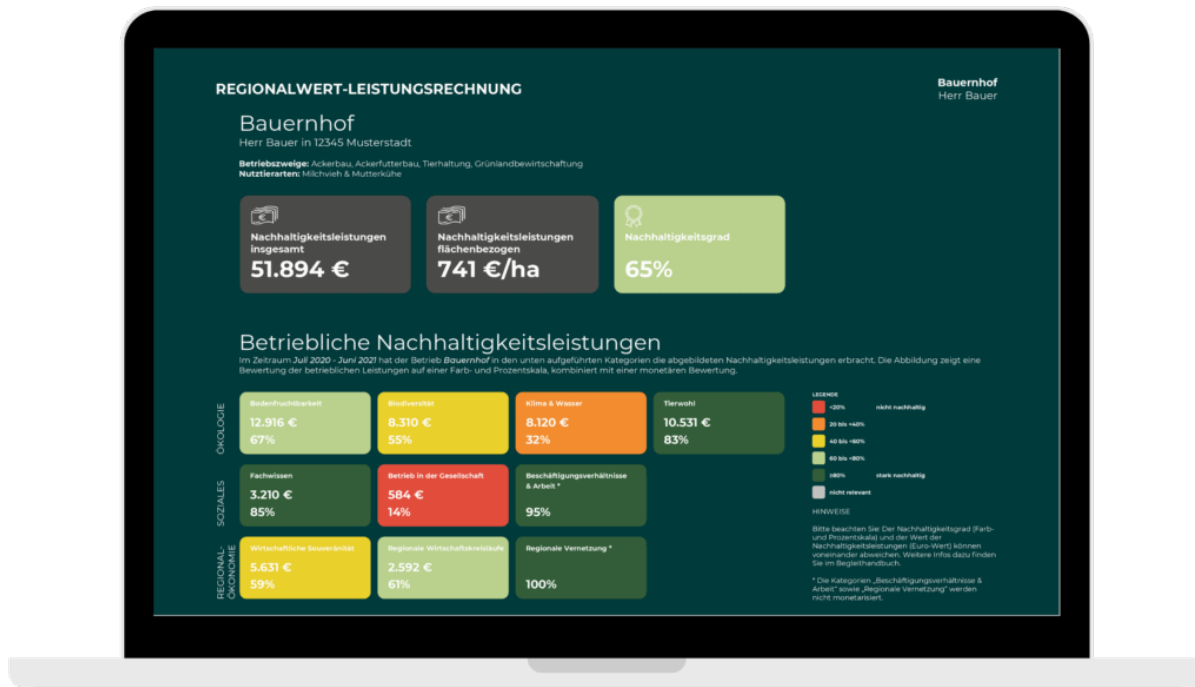 REGIONALWERT-LEISTUNGSRECHNUNG
Bauernhof
Herr Bauer
Bauernhof
Herr Bauer in 12345 Musterstadt
Betriebszweige: Ackerbau, Ackerfutterbau, Tierhaltung, Grünlandbewirtschaftung
Nutztierarten: Milchvieh & Mutterkühe
Nachhaltigkeitsleistungen
insgesamt
51.894 €
Nachhaltigkeitsleistungen
flächenbezogen
741 €/ha
Nachhaltigkeitsgrad
65%
Betriebliche Nachhaltigkeitsleistungen
Im Zeitraum Juli 2020 - Juni 2021 hat der Betrieb Bauernhof in den unten aufgeführten Kategorien die abgebildeten Nachhaltigkeitsleistungen erbracht. Die Abbildung zeigt eine
Bewertung der betrieblichen Leistungen auf einer Farb- und Prozentskala, kombiniert mit einer monetären Bewertung.
ÖKOLOGIE
Bodenfruchtbarkeit
12.916 €
67%
Biodiversität
8.310 €
55%
Klima & Wasser
8.120 €
32%
Tierwohl
10.531 €
83%
SOZIALES
Fachwissen
3.210 €
85%
Betrieb in der Gesellschaft
584 €
14%
Beschäftigungsverhältnisse
& Arbeit *
95%
REGIONAL-
ÖKONOMIE
Wirtschaftliche Souveränität
5.631 €
59%
Regionale Wirtschaftskreisläufe
2.592 €
61%
Regionale Vernetzung *
100%
LEGENDE
<20% nicht nachhaltig
20 bis <40%
40 bis <60%
60 bis <80%
≥80% stark nachhaltig
nicht relevant
HINWEISE
Bitte beachten Sie: Der Nachhaltigkeitsgrad (Farb-
und Prozentskala) und der Wert der
Nachhaltigkeitsleistungen (Euro-Wert) können
voneinander abweichen. Weitere Infos dazu finden
Sie im Begleithandbuch.
* Die Kategorien „Beschäftigungsverhältnisse &
Arbeit" sowie „Regionale Vernetzung" werden
nicht monetarisiert.